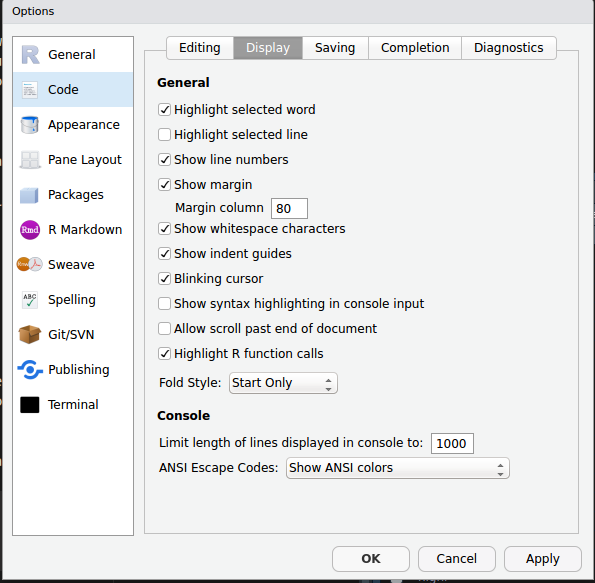 Options
General
Code
Appearance
Pane Layout
Packages
R Markdown
Sweave
Spelling
Git/SVN
Publishing
Terminal
Editing Display Saving Completion Diagnostics
General
Highlight selected word
Highlight selected line
Show line numbers
Show margin
Margin column 80
Show whitespace characters
Show indent guides
Blinking cursor
Show syntax highlighting in console input
Allow scroll past end of document
Highlight R function calls
Fold Style: Start Only
Console
Limit length of lines displayed in console to: 1000
ANSI Escape Codes: Show ANSI colors
OK Cancel Apply